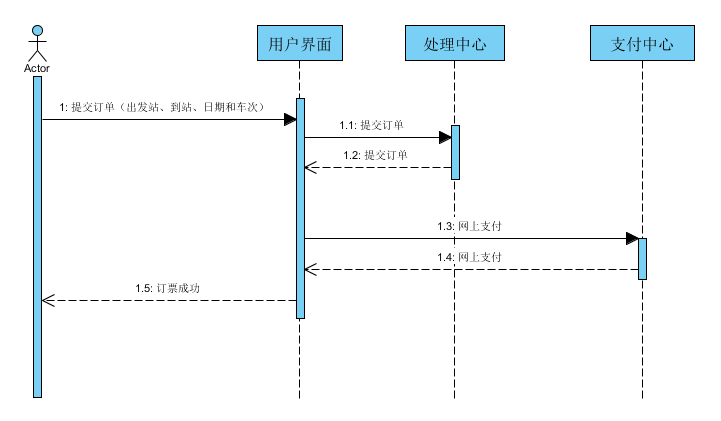 用户界面
处理中心
支付中心
Actor
1: 提交订单（出发站、到站、日期和车次）
1.1: 提交订单
1.2: 提交订单
1.3: 网上支付
1.4: 网上支付
1.5: 订票成功